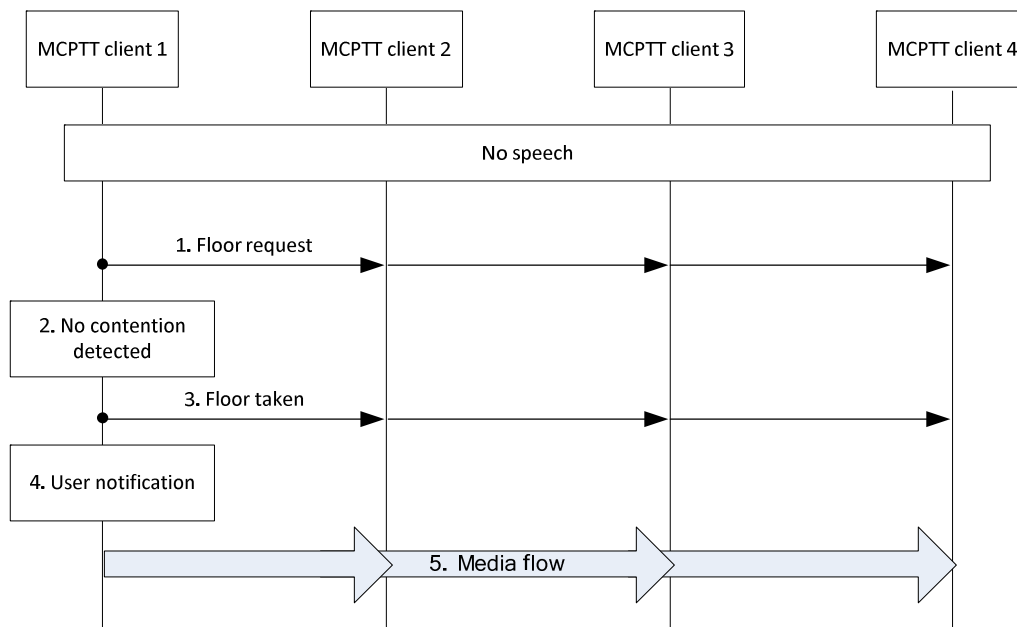 MCPTT client 1
MCPTT client 2
MCPTT client 3
MCPTT client 4
No speech
1. Floor request
2. No contention
detected
3. Floor taken
4. User notification
5. Media flow